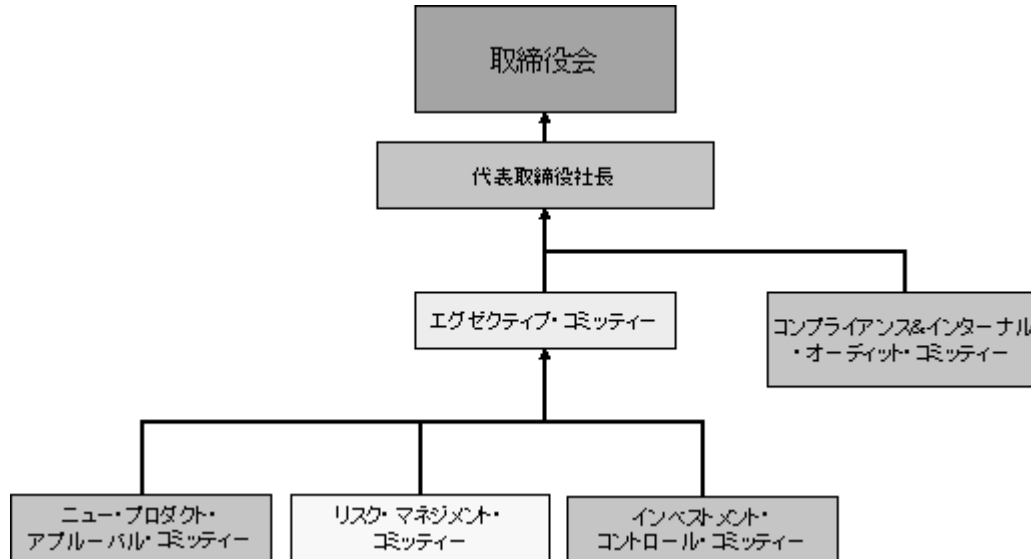 取締役会
代表取締役社長
エグゼクティブ・コミッティー
コンプライアンス&インターナル
・オーディット・コミッティー
ニュー・プロダクト・
アプルーバル・コミッティー
リスク・マネジメント・
コミッティー
インベストメント・
コントロール・コミッティー